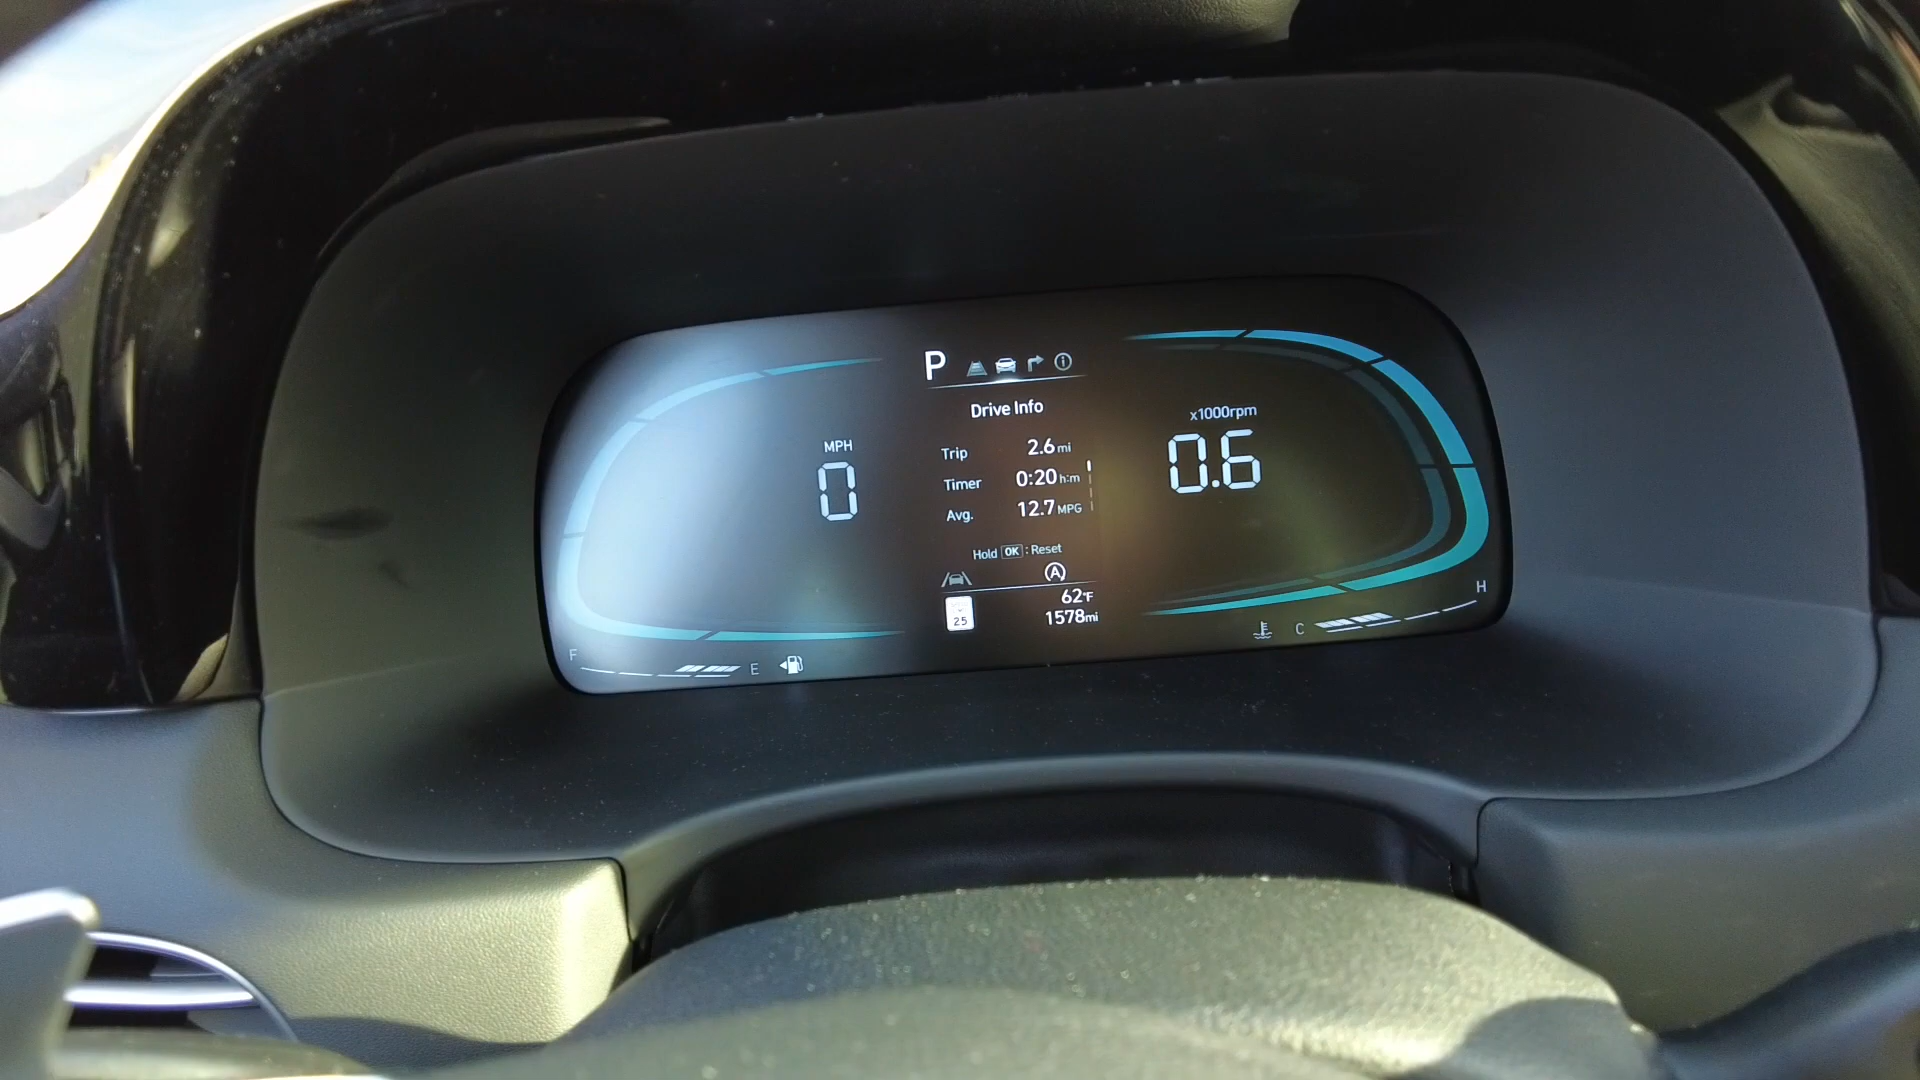 P
Drive Info
MPH
0
Trip 2.6 mi
Timer 0:20 h:m
Avg. 12.7 MPG
x1000rpm
0.6
Hold OK : Reset
A
25
62°F
1578mi
F E
C H